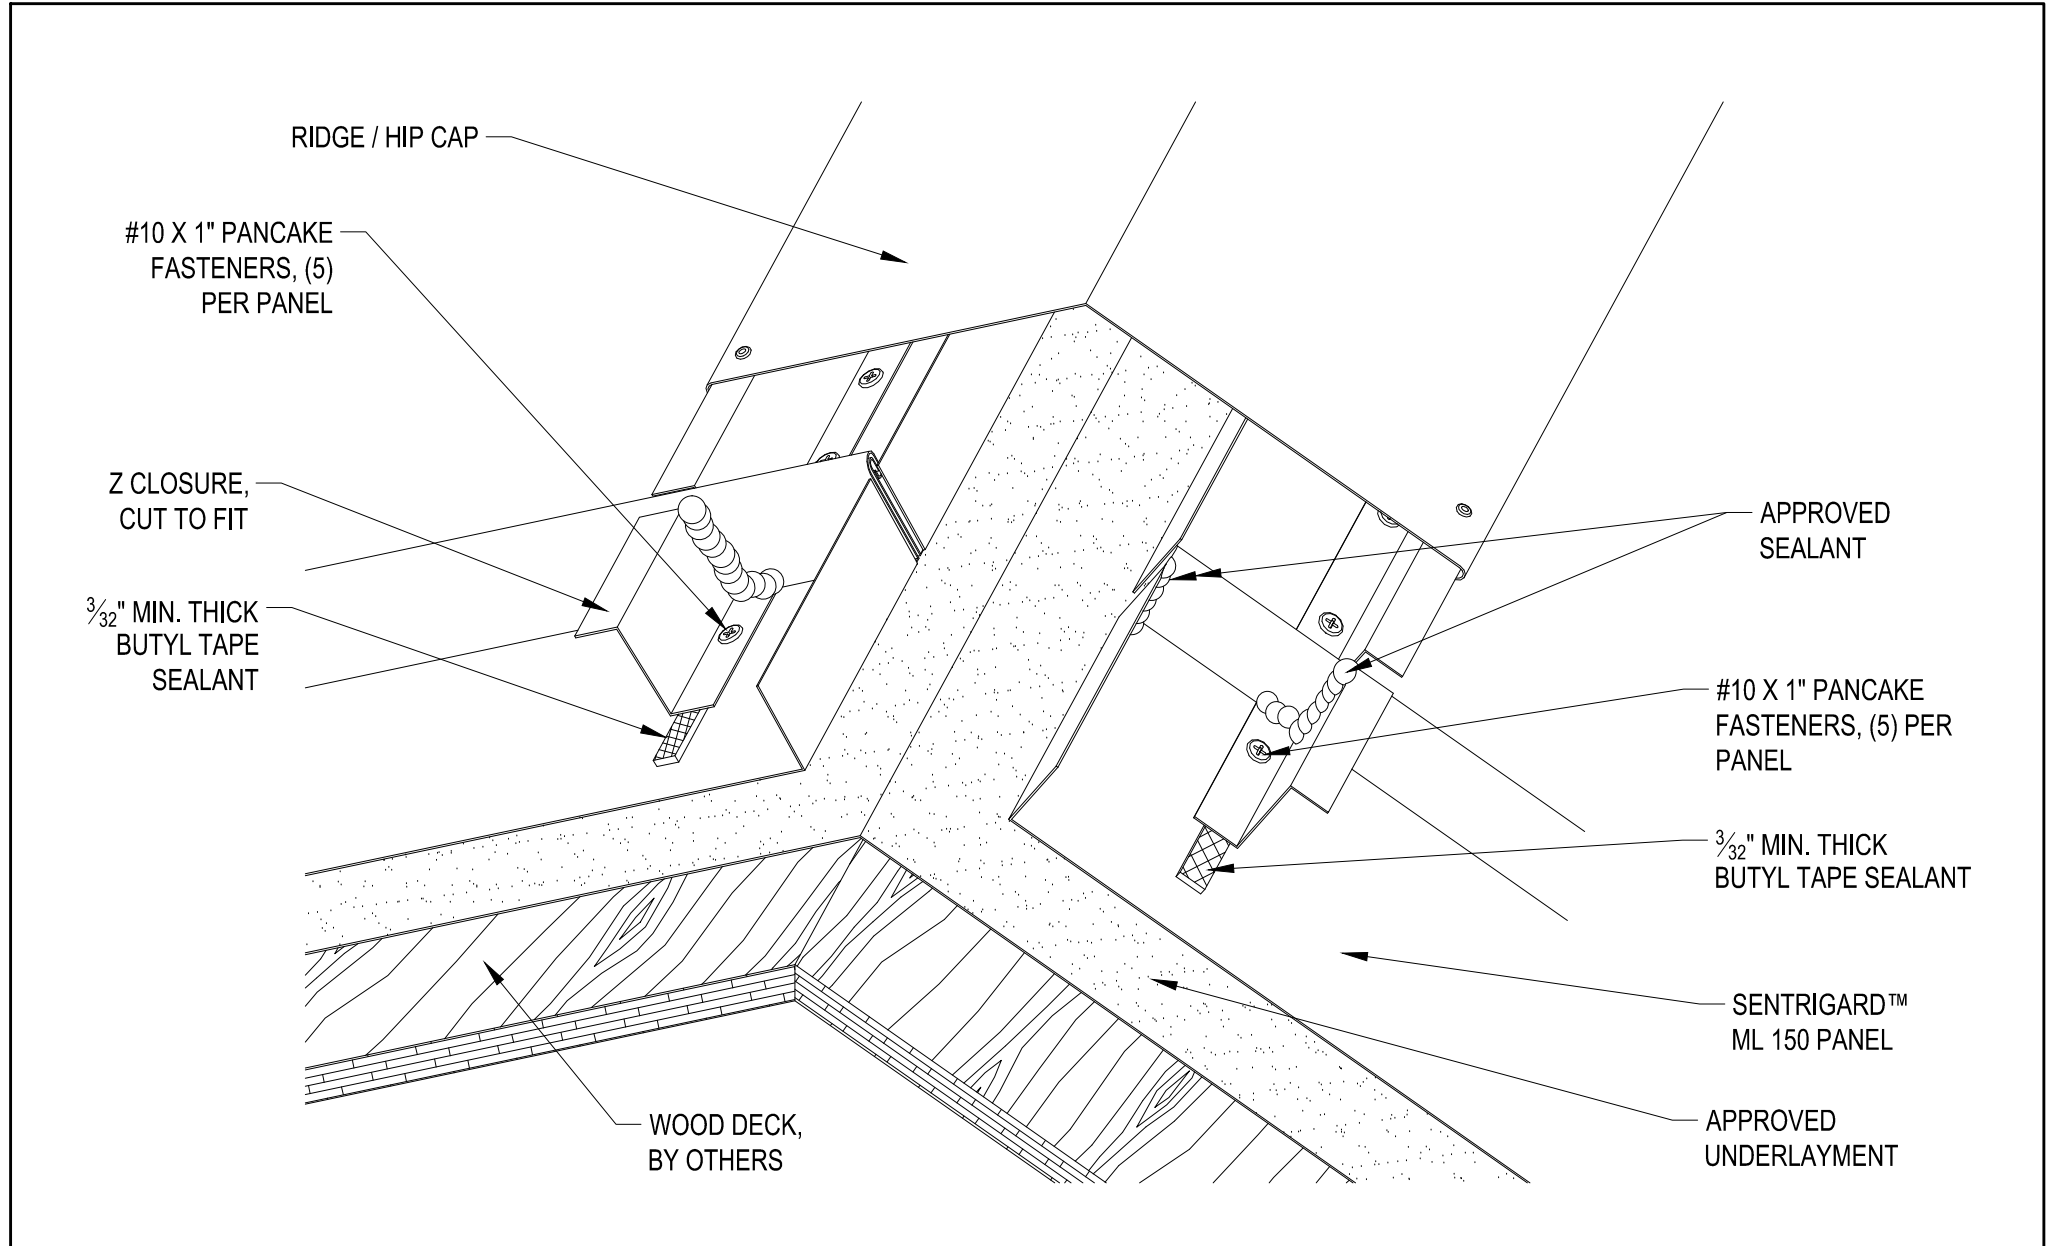 RIDGE / HIP CAP
#10 X 1" PANCAKE
FASTENERS, (5)
PER PANEL
Z CLOSURE,
CUT TO FIT
3/32" MIN. THICK
BUTYL TAPE
SEALANT
WOOD DECK,
BY OTHERS
APPROVED
SEALANT
#10 X 1" PANCAKE
FASTENERS, (5) PER
PANEL
3/32" MIN. THICK
BUTYL TAPE SEALANT
SENTRIGARD™
ML 150 PANEL
APPROVED
UNDERLAYMENT